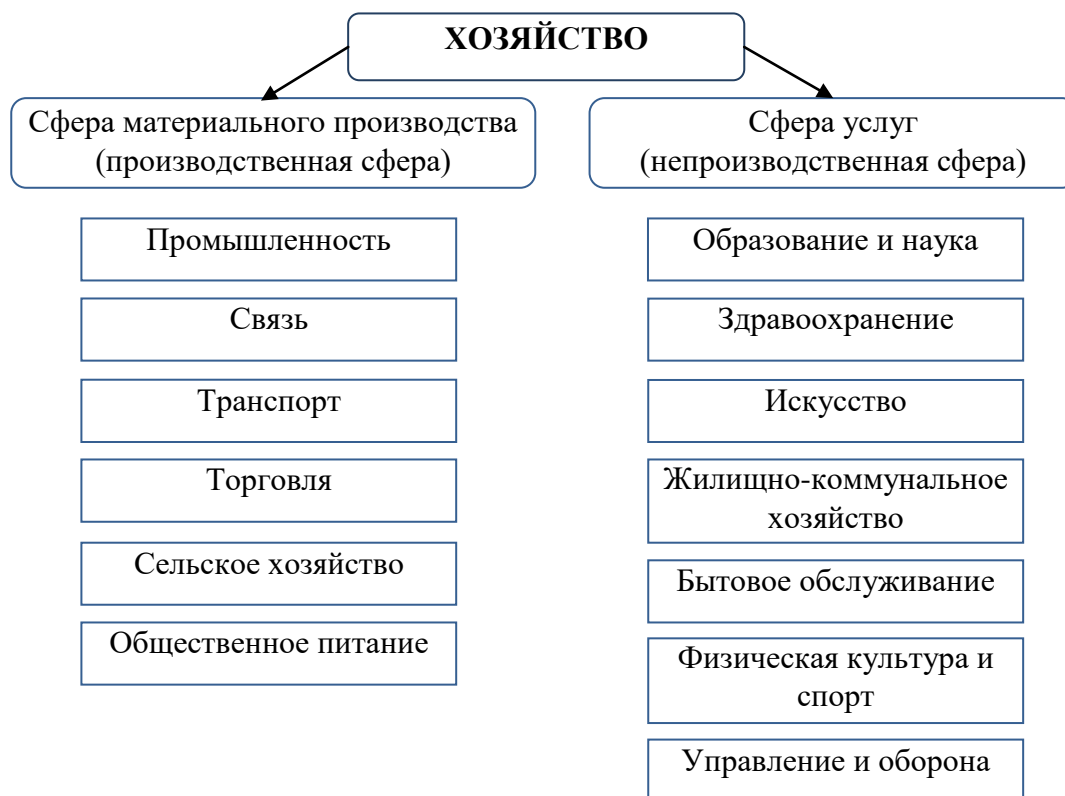 ХОЗЯЙСТВО
Сфера материального производства
(производственная сфера)
Сфера услуг
(непроизводственная сфера)
Промышленность
Связь
Транспорт
Торговля
Сельское хозяйство
Общественное питание
Образование и наука
Здравоохранение
Искусство
Жилищно-коммунальное
хозяйство
Бытовое обслуживание
Физическая культура и
спорт
Управление и оборона